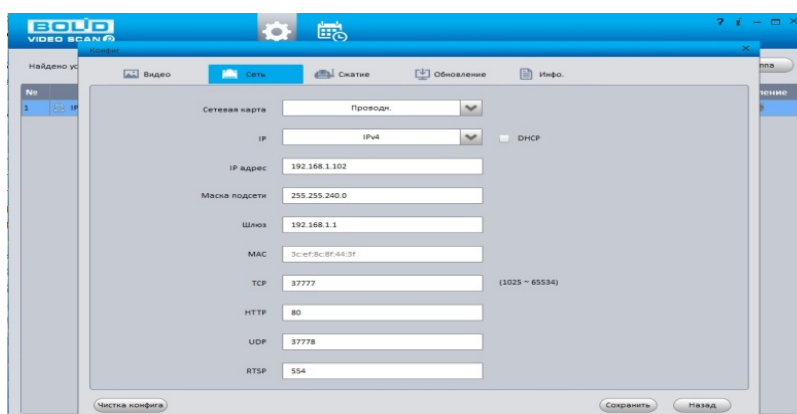 BOLID
VIDEO SCAN
? i
Конфиг
Найдено ус
Видео
Сеть
Сжатие
Обновление
Инфо.
ппа
№
ление
1 IP
Сетевая карта Проводн.
IP IPv4 DHCP
IP адрес 192.168.1.102
Маска подсети 255.255.240.0
Шлюз 192.168.1.1
MAC 3c:ef:8c:8f:44:3f
TCP 37777 (1025 ~ 65534)
HTTP 80
UDP 37778
RTSP 554
Чистка конфига Сохранить Назад